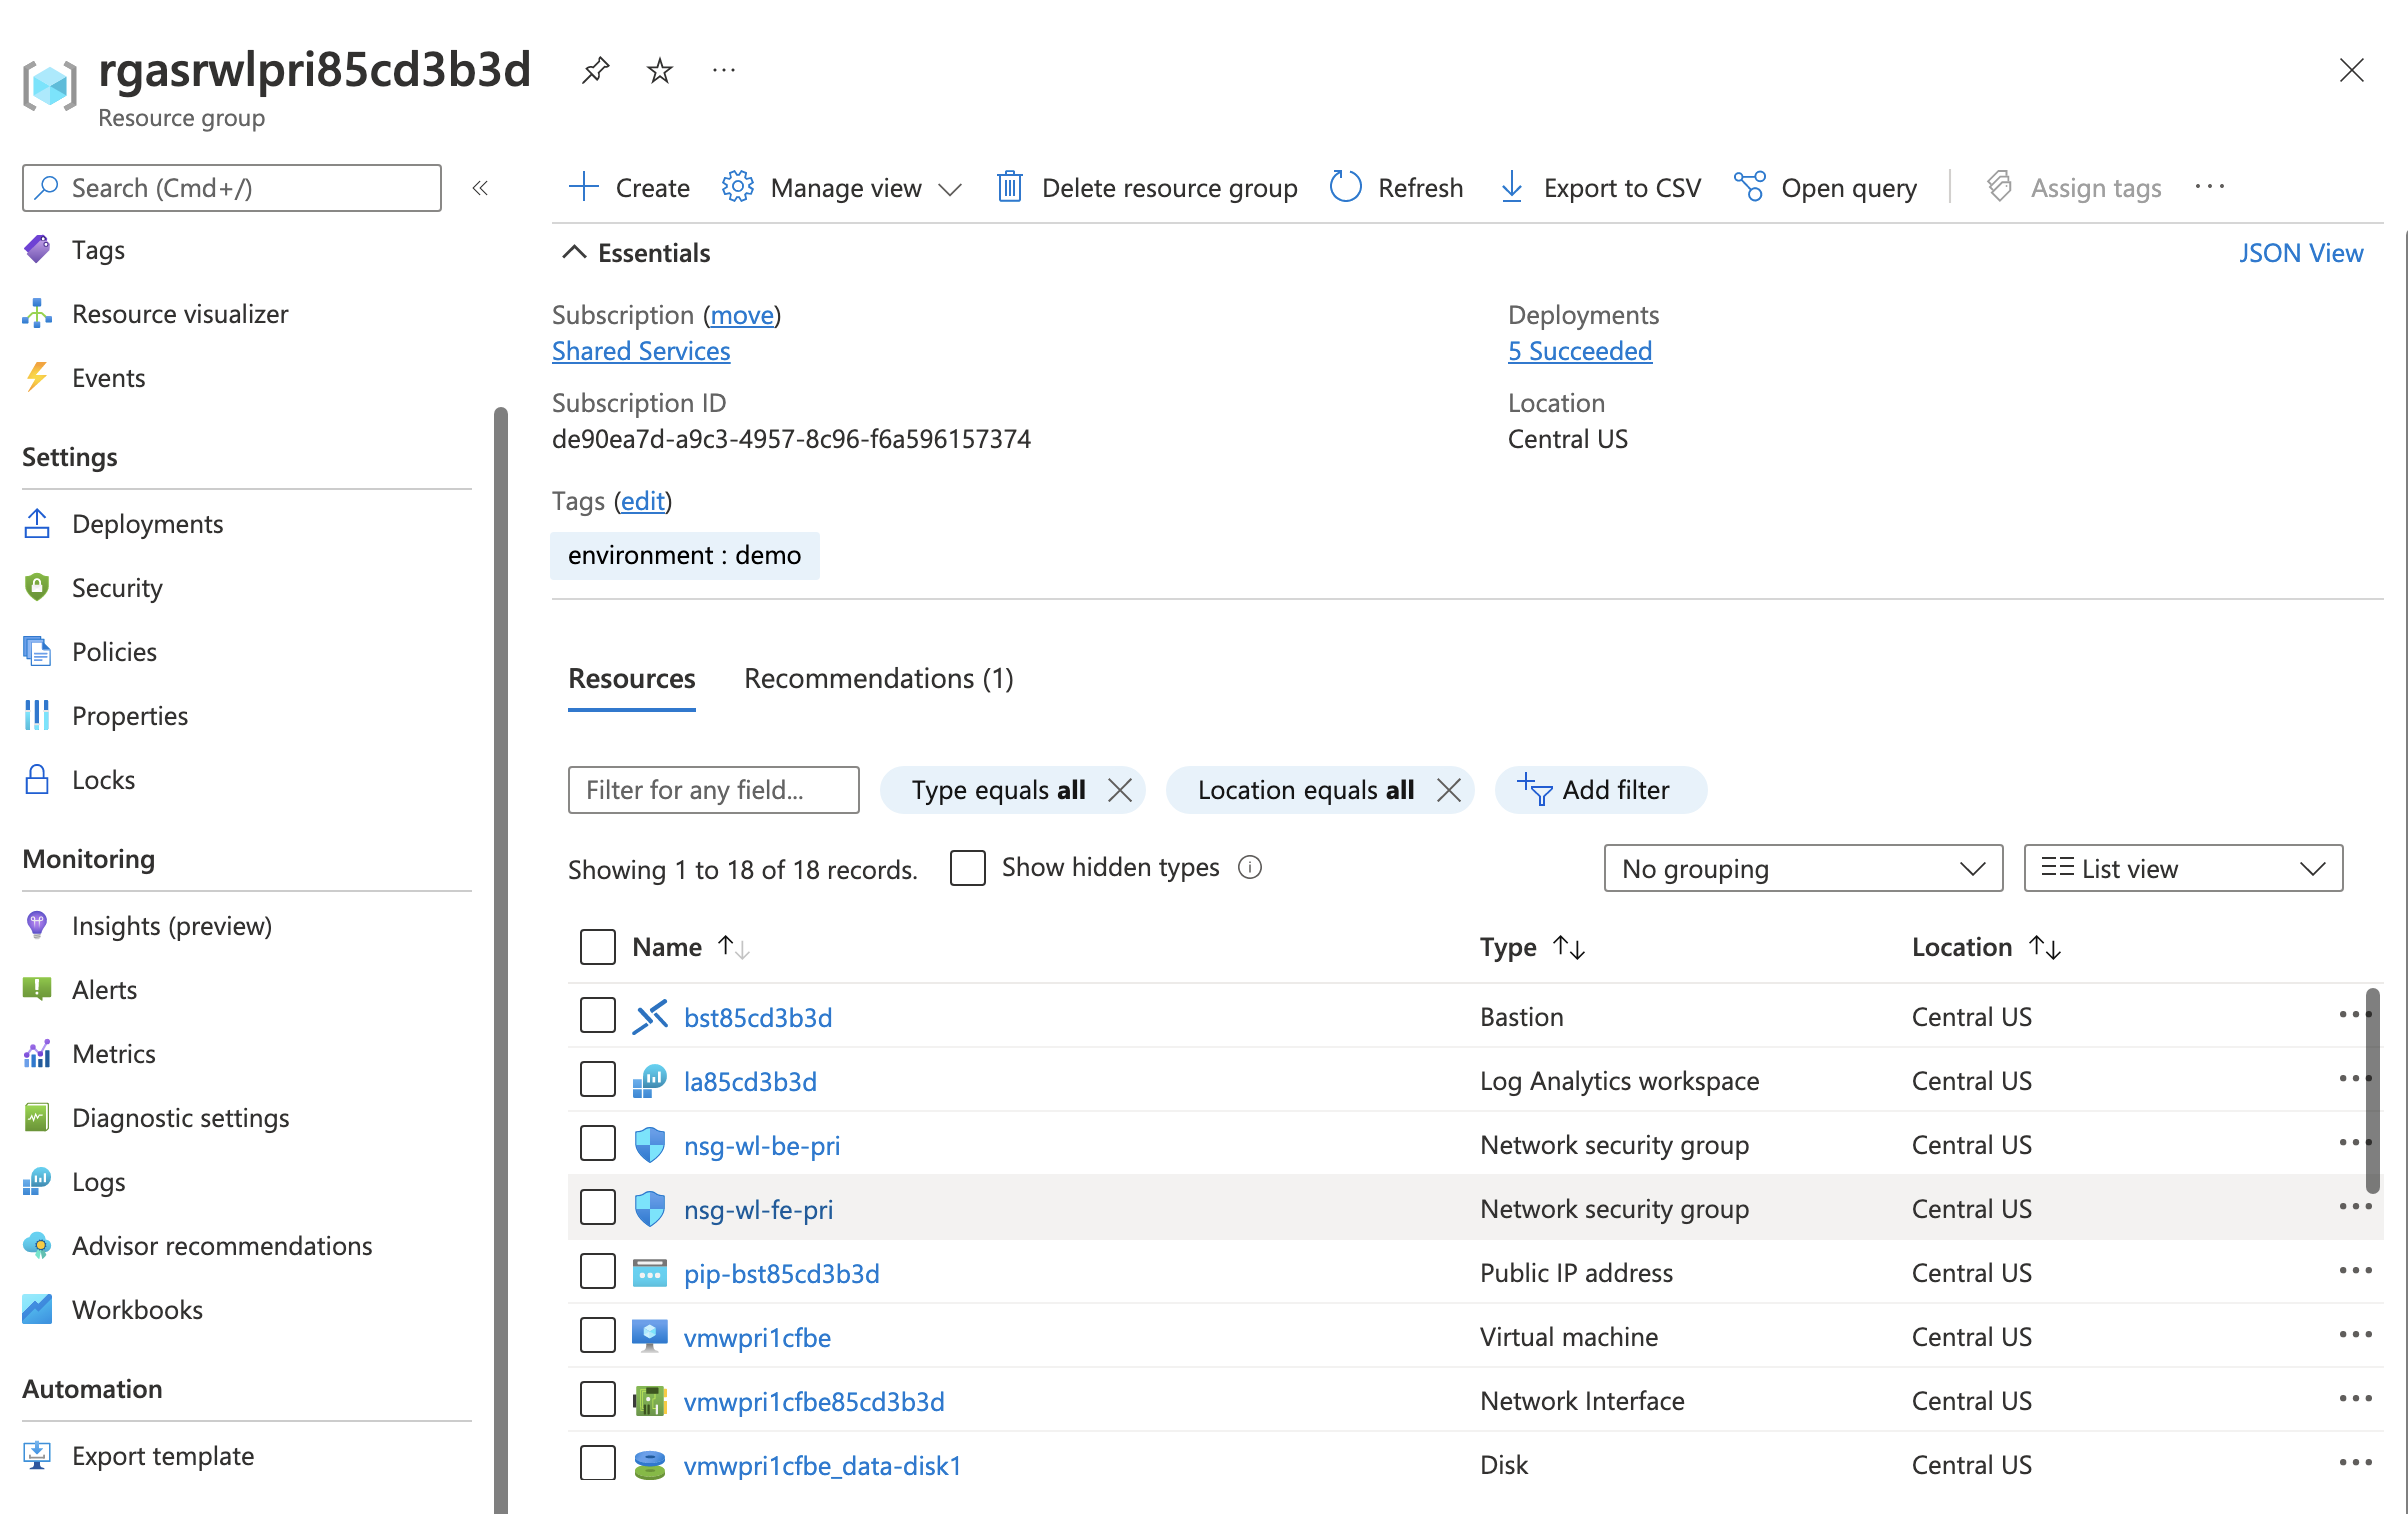 rgasrwlpri85cd3b3d
Resource group
Search (Cmd+/)
Tags
Resource visualizer
Events
Settings
Deployments
Security
Policies
Properties
Locks
Monitoring
Insights (preview)
Alerts
Metrics
Diagnostic settings
Logs
Advisor recommendations
Workbooks
Automation
Export template
Create Manage view Delete resource group Refresh Export to CSV Open query Assign tags
Essentials JSON View
Subscription (move)
Shared Services
Subscription ID
de90ea7d-a9c3-4957-8c96-f6a596157374
Deployments
5 Succeeded
Location
Central US
Tags (edit)
environment : demo
Resources Recommendations (1)
Filter for any field... Type equals all Location equals all Add filter
Showing 1 to 18 of 18 records. Show hidden types No grouping List view
Name Type Location
bst85cd3b3d Bastion Central US
la85cd3b3d Log Analytics workspace Central US
nsg-wl-be-pri Network security group Central US
nsg-wl-fe-pri Network security group Central US
pip-bst85cd3b3d Public IP address Central US
vmwpri1cfbe Virtual machine Central US
vmwpri1cfbe85cd3b3d Network Interface Central US
vmwpri1cfbe_data-disk1 Disk Central US